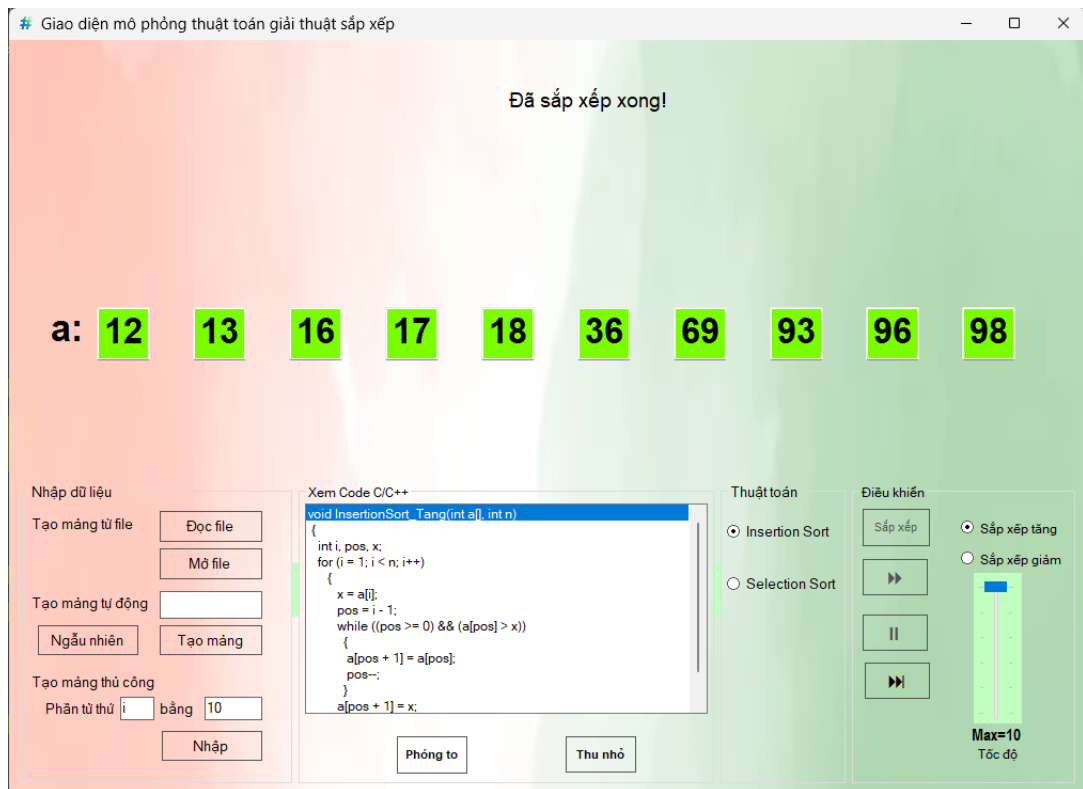 Giao diện mô phỏng thuật toán giải thuật sắp xếp
Đã sắp xếp xong!
a: 12 13 16 17 18 36 69 93 96 98
Nhập dữ liệu
Tạo mảng từ file
Đọc file
Mở file
Tạo mảng tự động
Ngẫu nhiên
Tạo mảng
Tạo mảng thủ công
Phần tử thứ i bằng 10
Nhập
Xem Code C/C++
void InsertionSort_Tang(int a[], int n)
{
int i, pos, x;
for (i = 1; i < n; i++)
{
x = a[i];
pos = i - 1;
while ((pos >= 0) && (a[pos] > x))
{
a[pos + 1] = a[pos];
pos--;
}
a[pos + 1] = x;
Phóng to
Thu nhỏ
Thuật toán
Insertion Sort
Selection Sort
Điều khiển
Sắp xếp
Sắp xếp tăng
Sắp xếp giảm
Max=10
Tốc độ